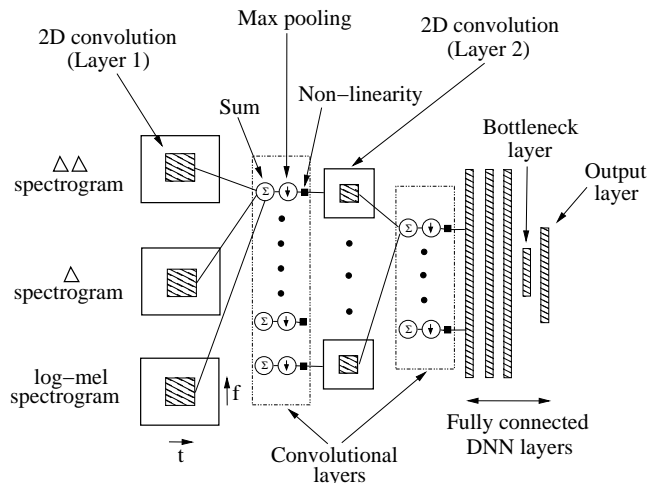 Max pooling
2D convolution
(Layer 1)
2D convolution
(Layer 2)
Sum
Non−linearity
Bottleneck
layer
Output
layer
△△
spectrogram
△
spectrogram
log−mel
spectrogram
f
t
Σ
Σ
Σ
Σ
Σ
Convolutional
layers
Fully connected
DNN layers